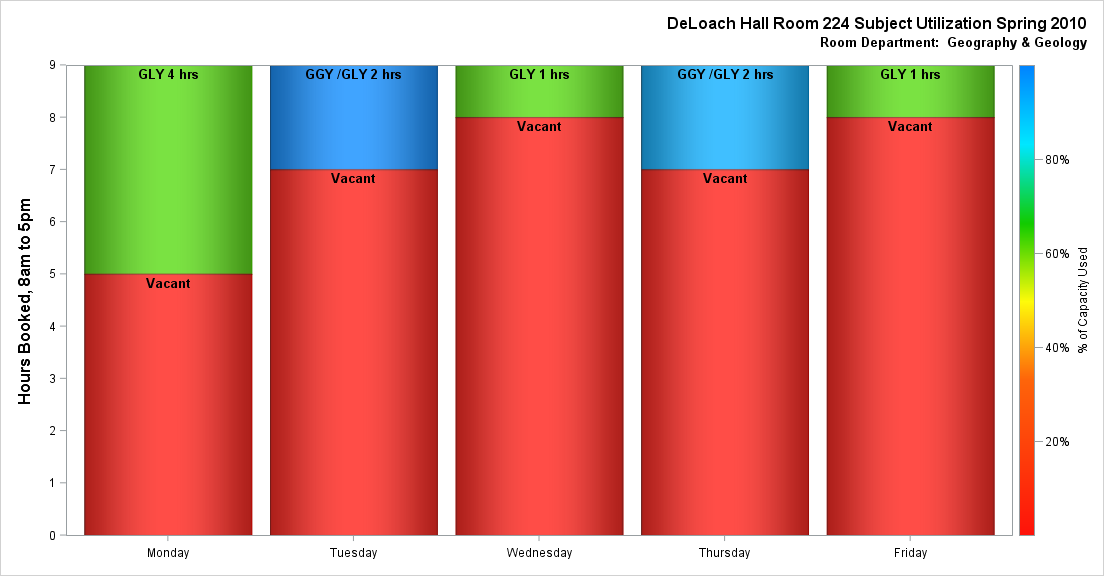 DeLoach Hall Room 224 Subject Utilization Spring 2010
Room Department:  Geography & Geology
Hours Booked, 8am to 5pm
9
8
7
6
5
4
3
2
1
0
GLY 4 hrs
Vacant
GGY /GLY 2 hrs
Vacant
GLY 1 hrs
Vacant
GGY /GLY 2 hrs
Vacant
GLY 1 hrs
Vacant
Monday
Tuesday
Wednesday
Thursday
Friday
80%
60%
40%
20%
% of Capacity Used